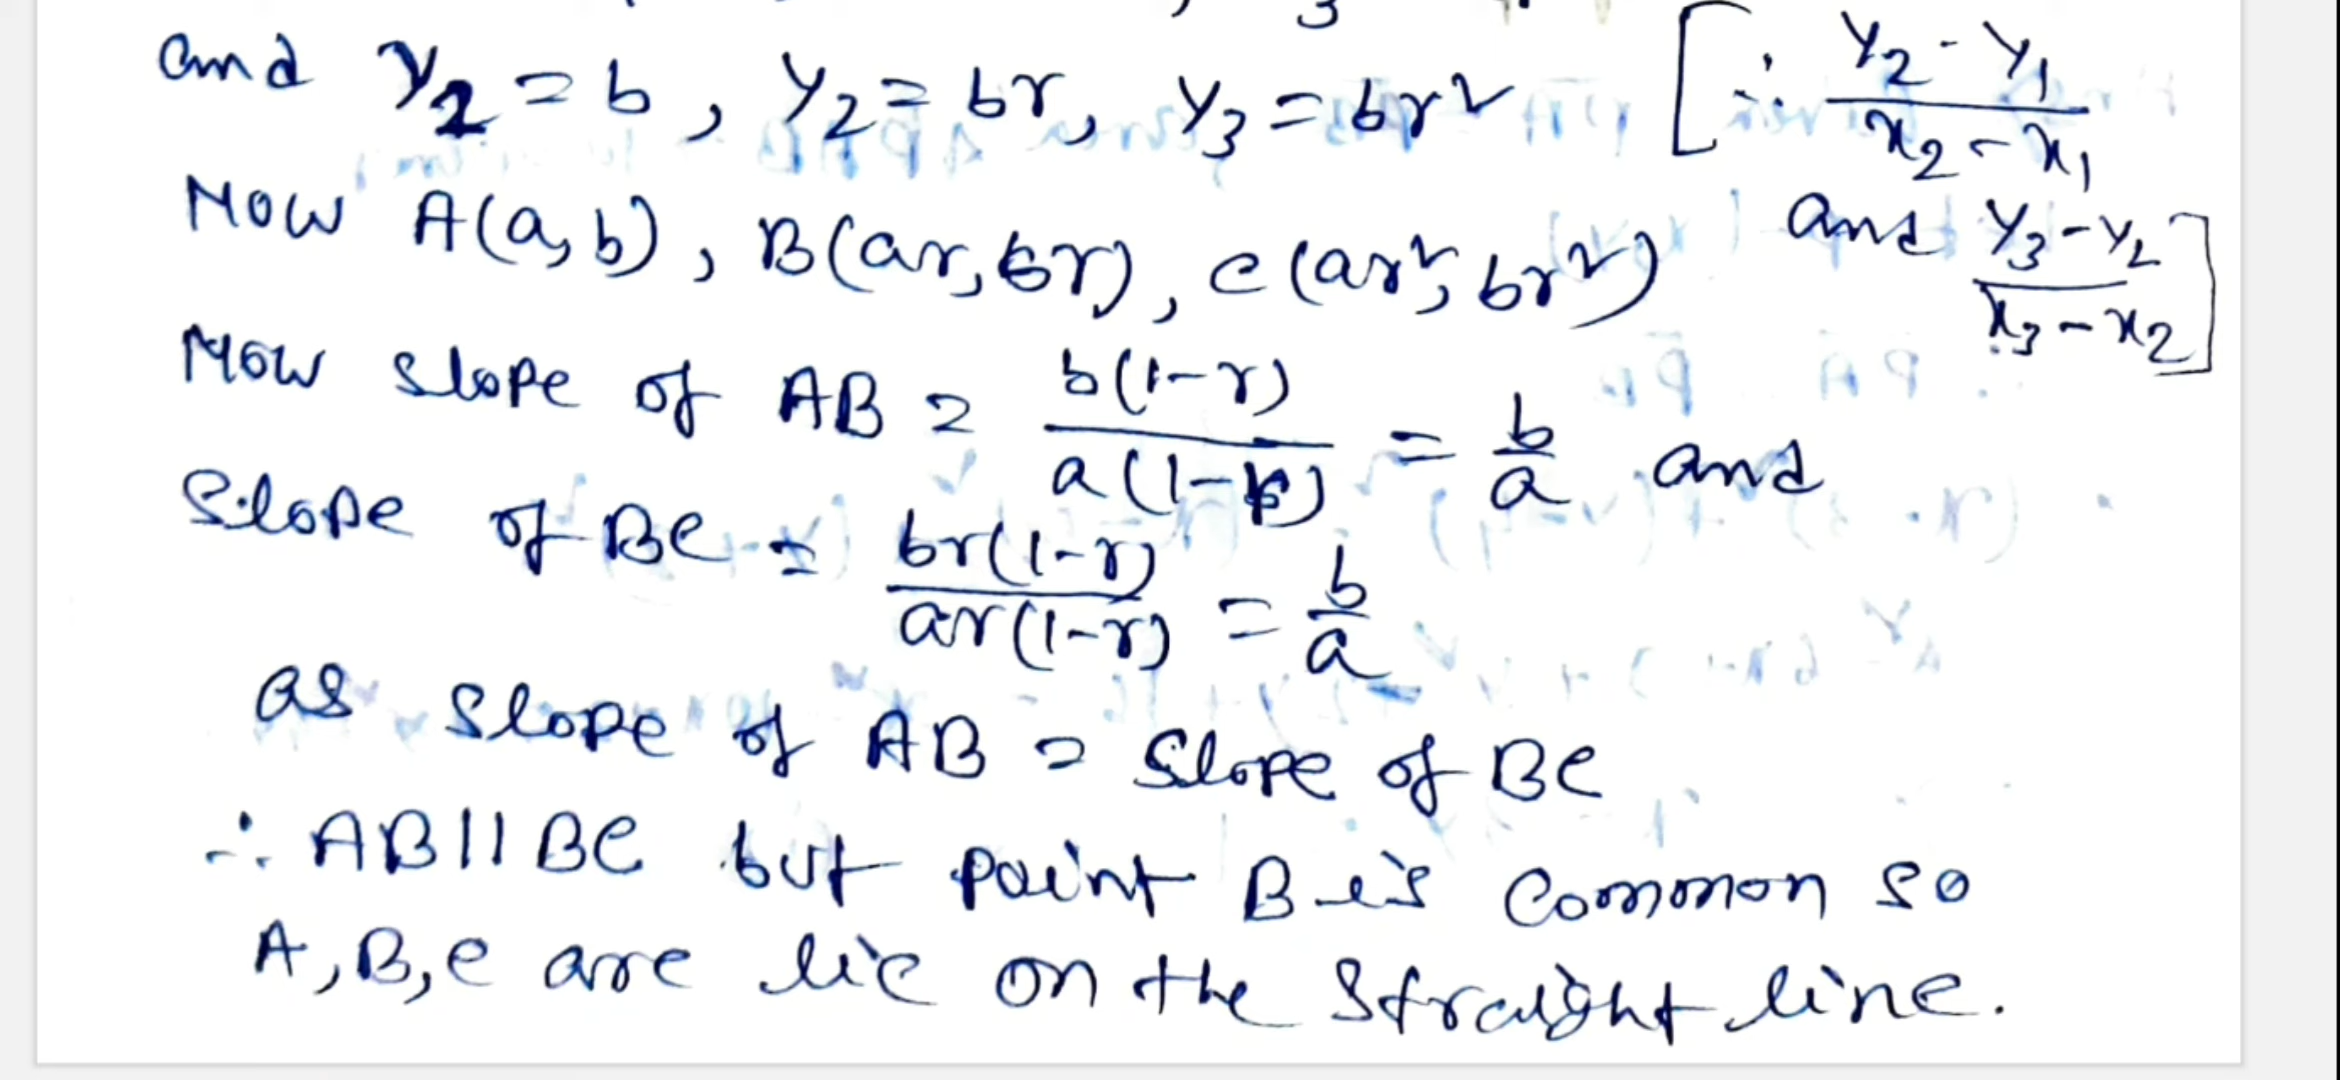 and y₂ = b, y₂ = br, y₃ = br² [∵ (y₂ - y₁)/(x₂ - x₁)
Now A(a, b), B(ar, br), C(ar², br²) and (y₃ - y₂)/(x₃ - x₂)]
Now slope of AB = b(1-r)/a(1-r) = b/a and
slope of BC = br(1-r)/ar(1-r) = b/a
as slope of AB = slope of BC
∴ AB || BC but point B is common so
A, B, C are lie on the straight line.